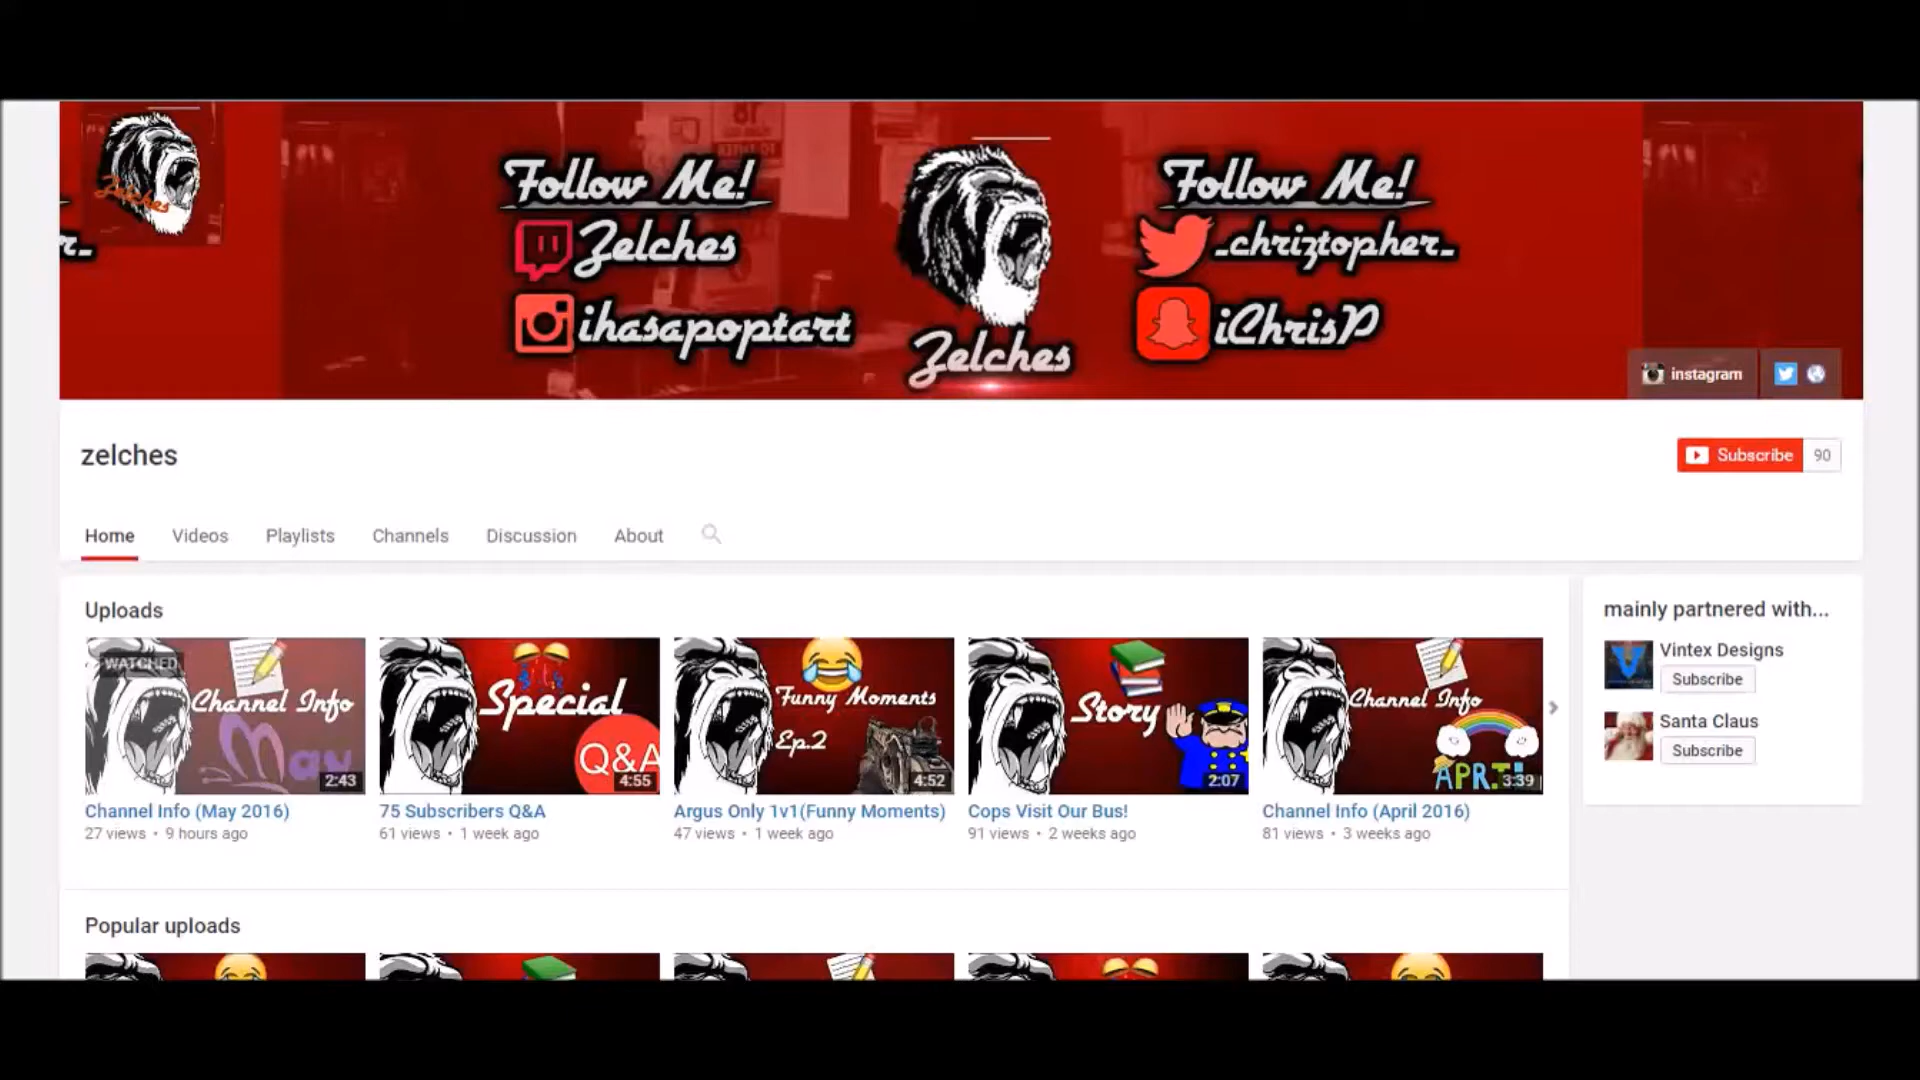 Follow Me!
Zelches
ihasapoptart
Zelches
Follow Me!
_chriztopher_
iChrisP
Zelches
r_
instagram
zelches
Subscribe 90
Home Videos Playlists Channels Discussion About
Uploads
WATCHED
Channel Info
May
2:43
Special
Q&A
4:55
Funny Moments
Ep.2
4:52
Story
2:07
Channel Info
3:39
Channel Info (May 2016)
27 views • 9 hours ago
75 Subscribers Q&A
61 views • 1 week ago
Argus Only 1v1(Funny Moments)
47 views • 1 week ago
Cops Visit Our Bus!
91 views • 2 weeks ago
Channel Info (April 2016)
81 views • 3 weeks ago
mainly partnered with...
Vintex Designs
Subscribe
Santa Claus
Subscribe
Popular uploads